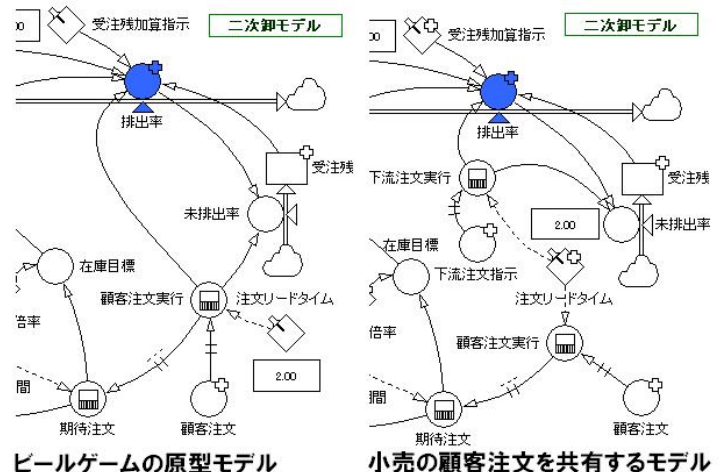 00
受注残加算指示
二次卸モデル
排出率
受注残
未排出率
在庫目標
顧客注文実行
注文リードタイム
倍率
間
2.00
期待注文
顧客注文
ビールゲームの原型モデル
00
受注残加算指示
二次卸モデル
排出率
下流注文実行
受注残
2.00
未排出率
在庫目標
下流注文指示
注文リードタイム
倍率
顧客注文実行
間
期待注文
顧客注文
小売の顧客注文を共有するモデル